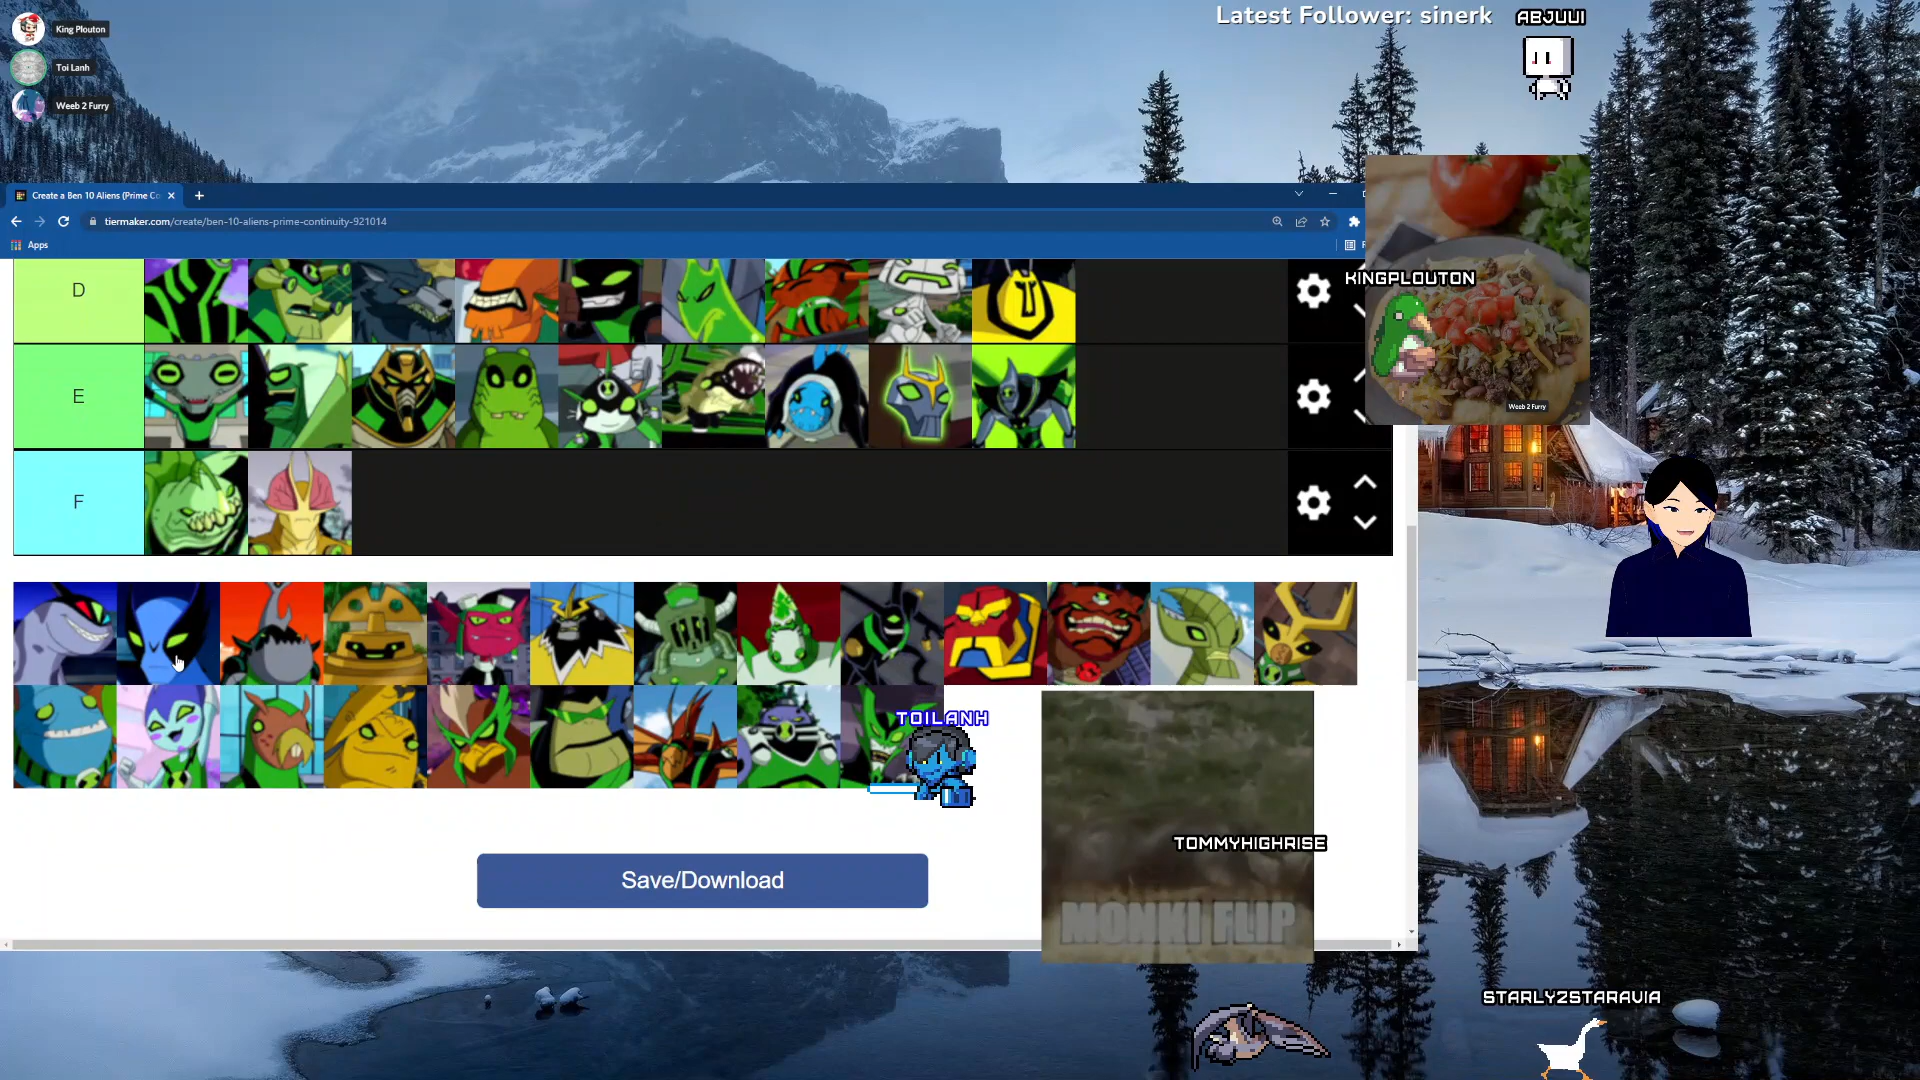 Latest Follower: sinerk
ABJUUI
King Plouton
Toi Lanh
Weeb 2 Furry
Create a Ben 10 Aliens (Prime Co
tiermaker.com/create/ben-10-aliens-prime-continuity-921014
Apps
KINGPLOUTON
D
Weeb 2 Furry
E
F
TOILANH
TOMMYHIGHRISE
Save/Download
MONKI FLIP
STARLY2STARAVIA